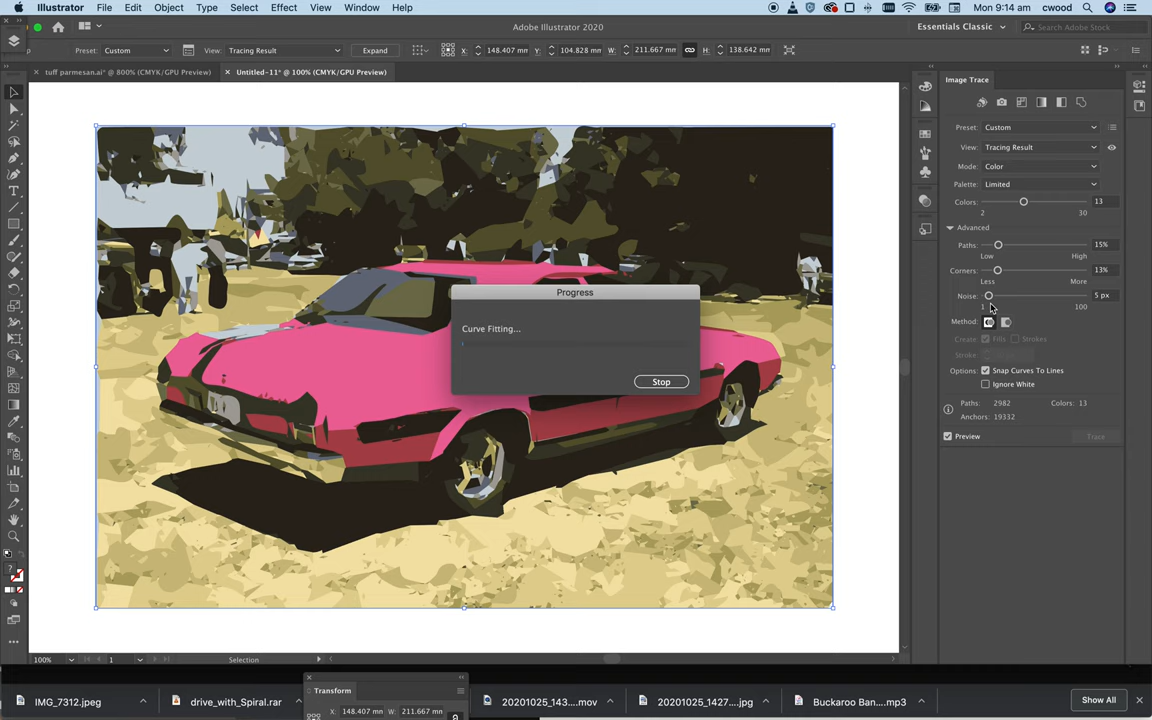 Illustrator File Edit Object Type Select Effect View Window Help
Mon 9:14 am cwood
Adobe Illustrator 2020
Essentials Classic
Search Adobe Stock
Preset: Custom View: Tracing Result Expand X: 148.407 mm Y: 104.828 mm W: 211.667 mm H: 138.642 mm
tuff parmesan.ai* @ 800% (CMYK/GPU Preview)
Untitled-11* @ 100% (CMYK/GPU Preview)
Image Trace
Preset: Custom
View: Tracing Result
Mode: Color
Palette: Limited
Colors: 13
2 30
Advanced
Paths: 15%
Low High
Corners: 13%
Less More
Noise: 5 px
1 100
Method:
Create: Fills Strokes
Stroke
Options: Snap Curves To Lines
Ignore White
Paths: 2982 Colors: 13
Anchors: 19332
Preview Trace
Progress
Curve Fitting...
Stop
100% 1 Selection
Transform
X: 148.407 mm W: 211.667 mm
IMG_7312.jpeg
drive_with_Spiral.rar
20201025_143....mov
20201025_1427....jpg
Buckaroo Ban....mp3
Show All